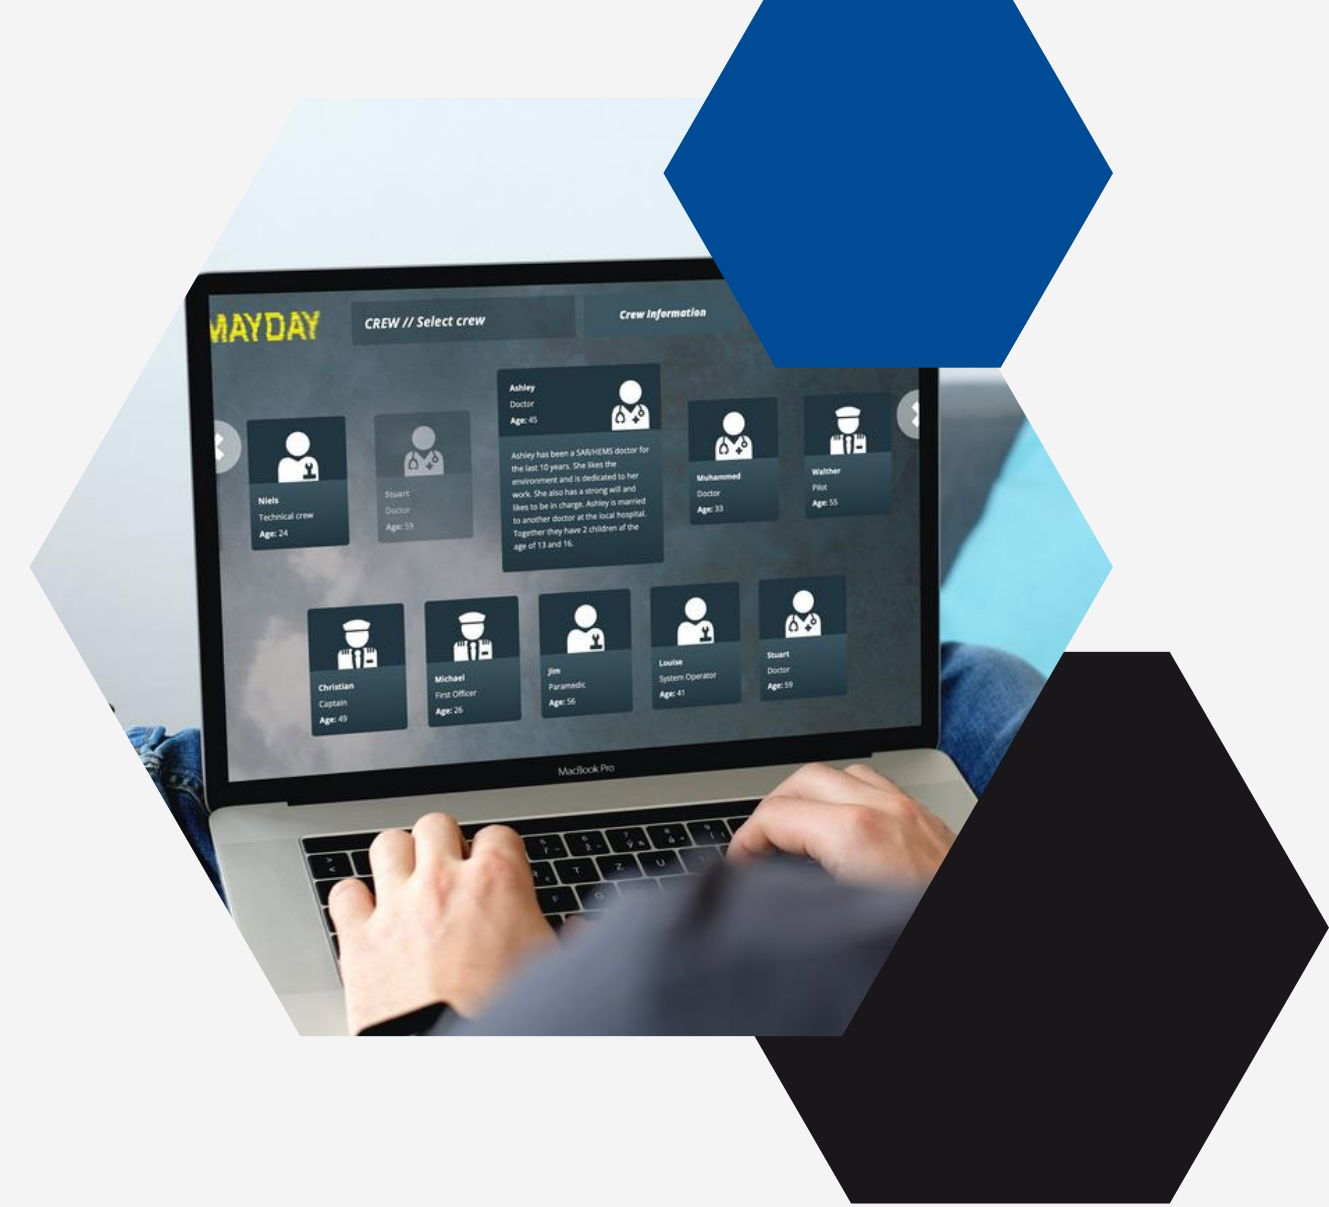 MAYDAY
CREW // Select crew
Crew Information
Niels
Technical crew
Age: 24
Stuart
Doctor
Age: 59
Ashley
Doctor
Age: 45
Ashley has been a SAR/HEMS doctor for
the last 10 years. She likes the
environment and is dedicated to her
work. She also has a strong will and
likes to be in charge. Ashley is married
to another doctor at the local hospital.
Together they have 2 children af the
age of 13 and 16.
Muhammed
Doctor
Age: 33
Walther
Pilot
Age: 55
Christian
Captain
Age: 49
Michael
First Officer
Age: 26
Jim
Paramedic
Age: 56
Louise
System Operator
Age: 41
Stuart
Doctor
Age: 59
MacBook Pro
T Z U